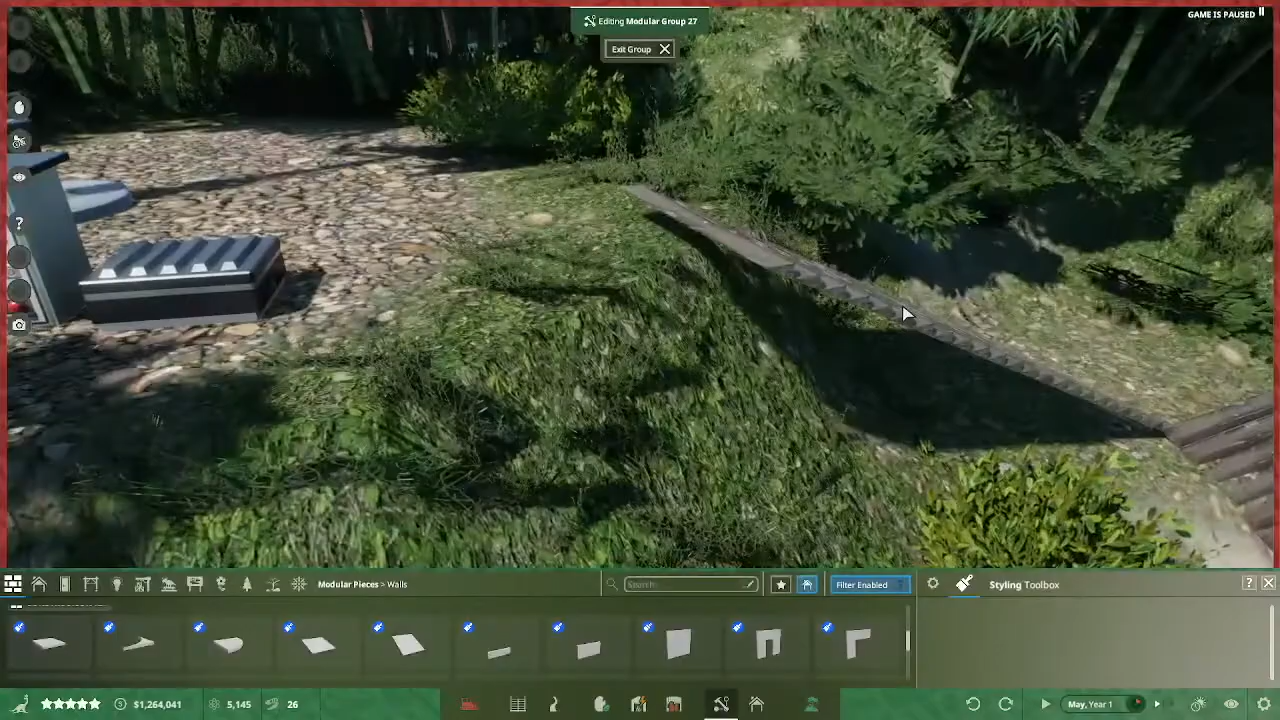 Editing Modular Group 27
GAME IS PAUSED
Exit Group
?
Modular Pieces > Walls
Search
Filter Enabled
Styling Toolbox
?
$1,264,041
5,145
26
May, Year 1